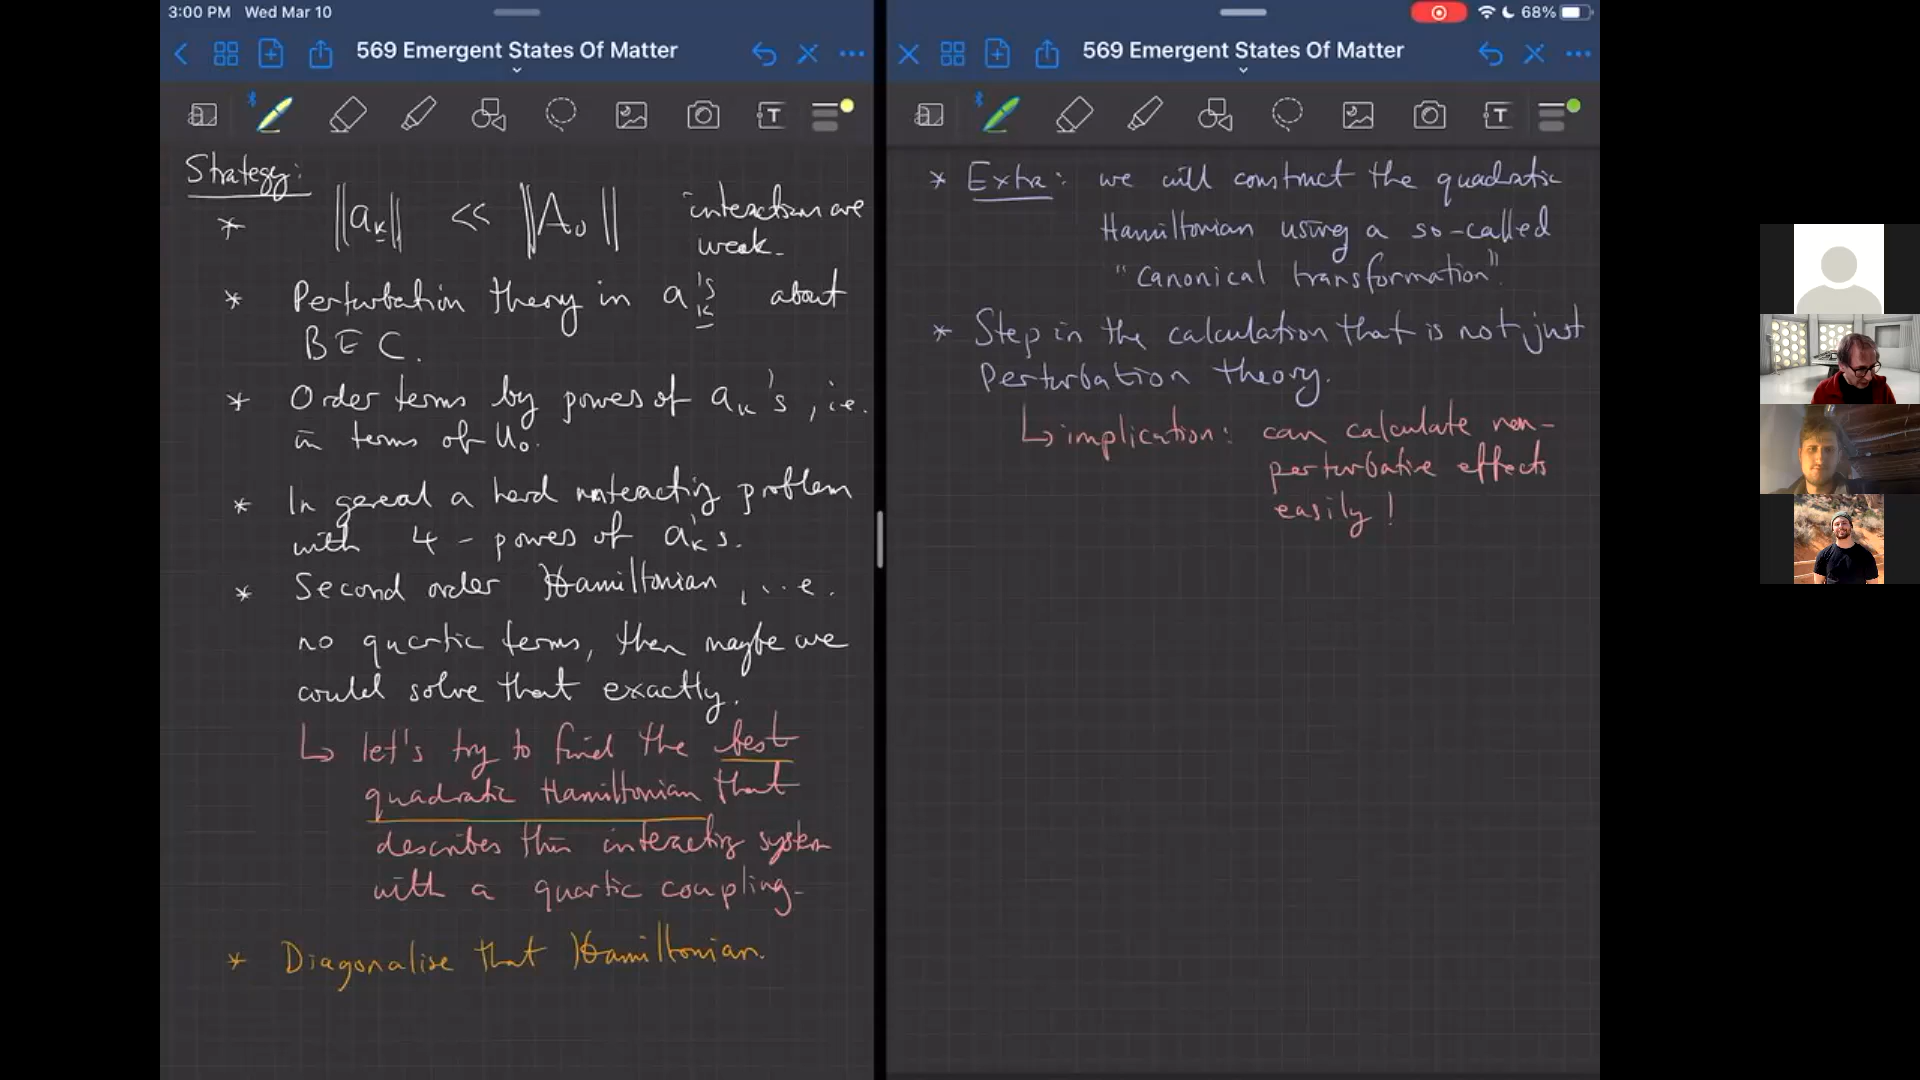 3:00 PM Wed Mar 10
569 Emergent States Of Matter
Strategy:
* ||a_k|| << ||A_0|| interactions are
weak.
* Perturbation theory in a_k's about
BEC.
* Order terms by power of a_k's, i.e.
in terms of U_0.
* In general a hard interacting problem
with 4-powers of a_k's.
* Second order Hamiltonian, i.e.
no quartic terms, then maybe we
could solve that exactly.
↳ let's try to find the best
quadratic Hamiltonian that
describes this interacting system
with a quartic coupling.
* Diagonalise that Hamiltonian.
68%
569 Emergent States Of Matter
* Extra: we will construct the quadratic
Hamiltonian using a so-called
"canonical transformation".
* Step in the calculation that is not just
perturbation theory.
↳ implication: can calculate non-
perturbative effects
easily!